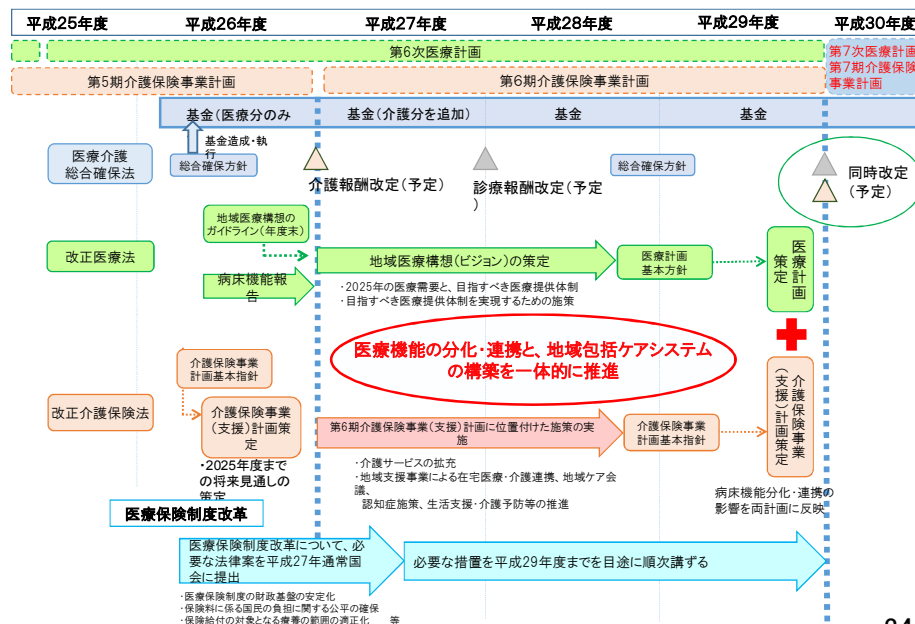 平成25年度
平成26年度
平成27年度
平成28年度
平成29年度
平成30年度
第6次医療計画
第7次医療計画
第7期介護保険
事業計画
第5期介護保険事業計画
第6期介護保険事業計画
基金(医療分のみ
基金(介護分を追加)
基金
基金
基金造成・執
行
医療介護
総合確保法
総合確保方針
介護報酬改定(予定)
診療報酬改定(予定
)
総合確保方針
同時改定
(予定)
地域医療構想の
ガイドライン(年度末)
改正医療法
病床機能報
告
地域医療構想(ビジョン)の策定
医療計画
基本方針
医療計画
策定
・2025年の医療需要と、目指すべき医療提供体制
・目指すべき医療提供体制を実現するための施策
医療機能の分化・連携と、地域包括ケアシステム
の構築を一体的に推進
介護保険事業
計画基本指針
改正介護保険法
介護保険事業
(支援)計画策
定
第6期介護保険事業(支援)計画に位置付けた施策の実
施
介護保険事業
計画基本指針
介護保険事業
(支援)計画策定
・2025年度まで
の将来見通しの
策定
・介護サービスの拡充
・地域支援事業による在宅医療・介護連携、地域ケア会
議、
認知症施策、生活支援・介護予防等の推進
病床機能分化・連携の
影響を両計画に反映
医療保険制度改革
医療保険制度改革について、必
要な法律案を平成27年通常国
会に提出
必要な措置を平成29年度までを目途に順次講ずる
・医療保険制度の財政基盤の安定化
・保険料に係る国民の負担に関する公平の確保
・保険給付の対象となる療養の範囲の適正化 等